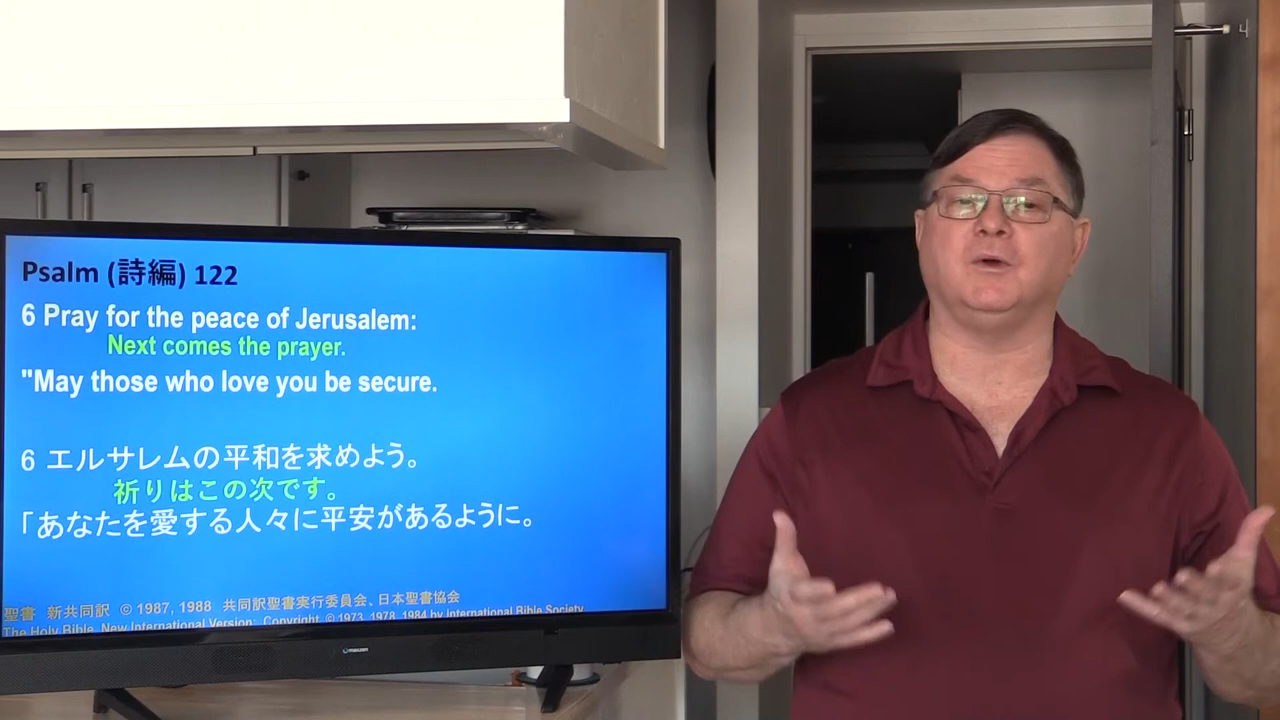 Psalm (詩編) 122
6 Pray for the peace of Jerusalem:
Next comes the prayer.
"May those who love you be secure.
6 エルサレムの平和を求めよう。
祈りはこの次です。
「あなたを愛する人々に平安があるように。
聖書 新共同訳 © 1987, 1988 共同訳聖書実行委員会、日本聖書協会
The Holy Bible, New International Version. Copyright © 1973, 1978, 1984 by International Bible Society
maxzen